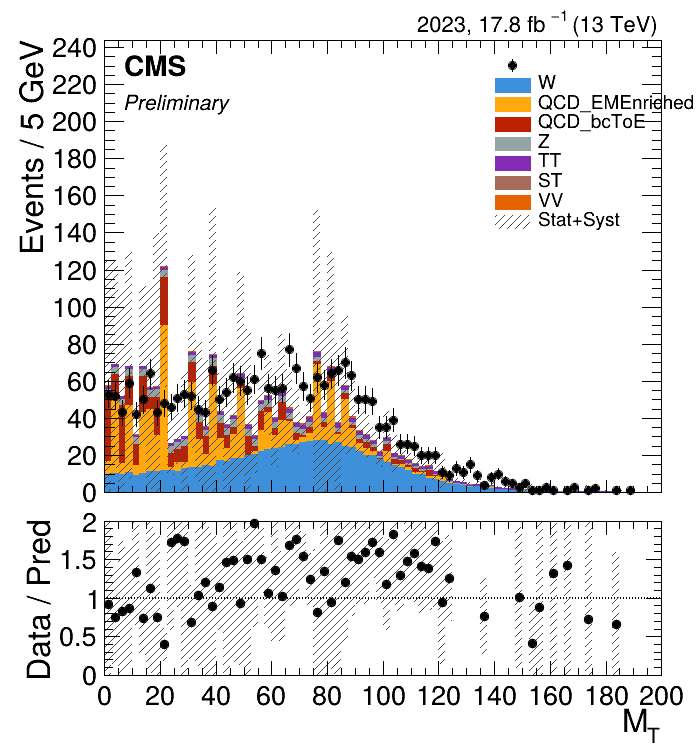 2023, 17.8 fb⁻¹ (13 TeV)
CMS
Preliminary
W
QCD_EMEnriched
QCD_bcToE
Z
TT
ST
VV
Stat+Syst
Events / 5 GeV
240
220
200
180
160
140
120
100
80
60
40
20
0
Data / Pred
2
1.5
1
0.5
0
0 20 40 60 80 100 120 140 160 180 200
M_T